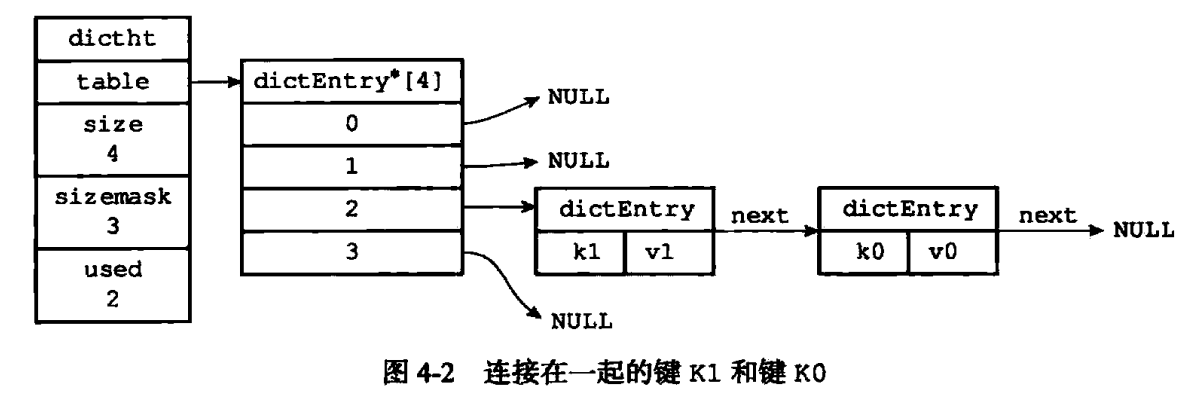 dictht
table
size
4
sizemask
3
used
2
dictEntry*[4]
0
1
2
3
NULL
NULL
dictEntry
k1 v1
next
dictEntry
k0 v0
next
NULL
NULL
图 4-2 连接在一起的键 K1 和键 K0